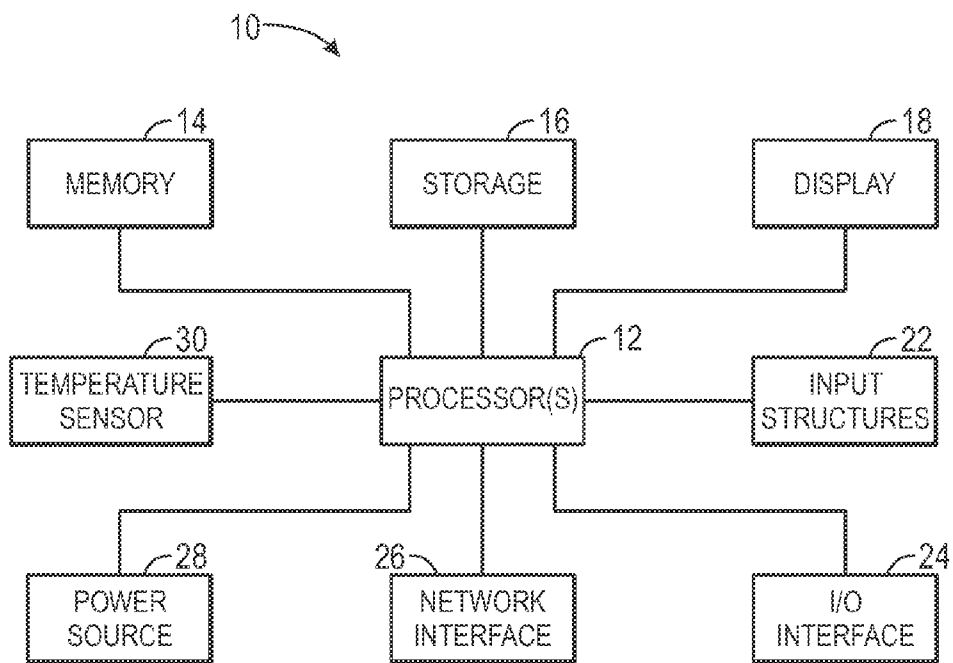 10
14
16
18
MEMORY
STORAGE
DISPLAY
30
12
22
TEMPERATURE
SENSOR
PROCESSOR(S)
INPUT
STRUCTURES
28
26
24
POWER
SOURCE
NETWORK
INTERFACE
I/O
INTERFACE